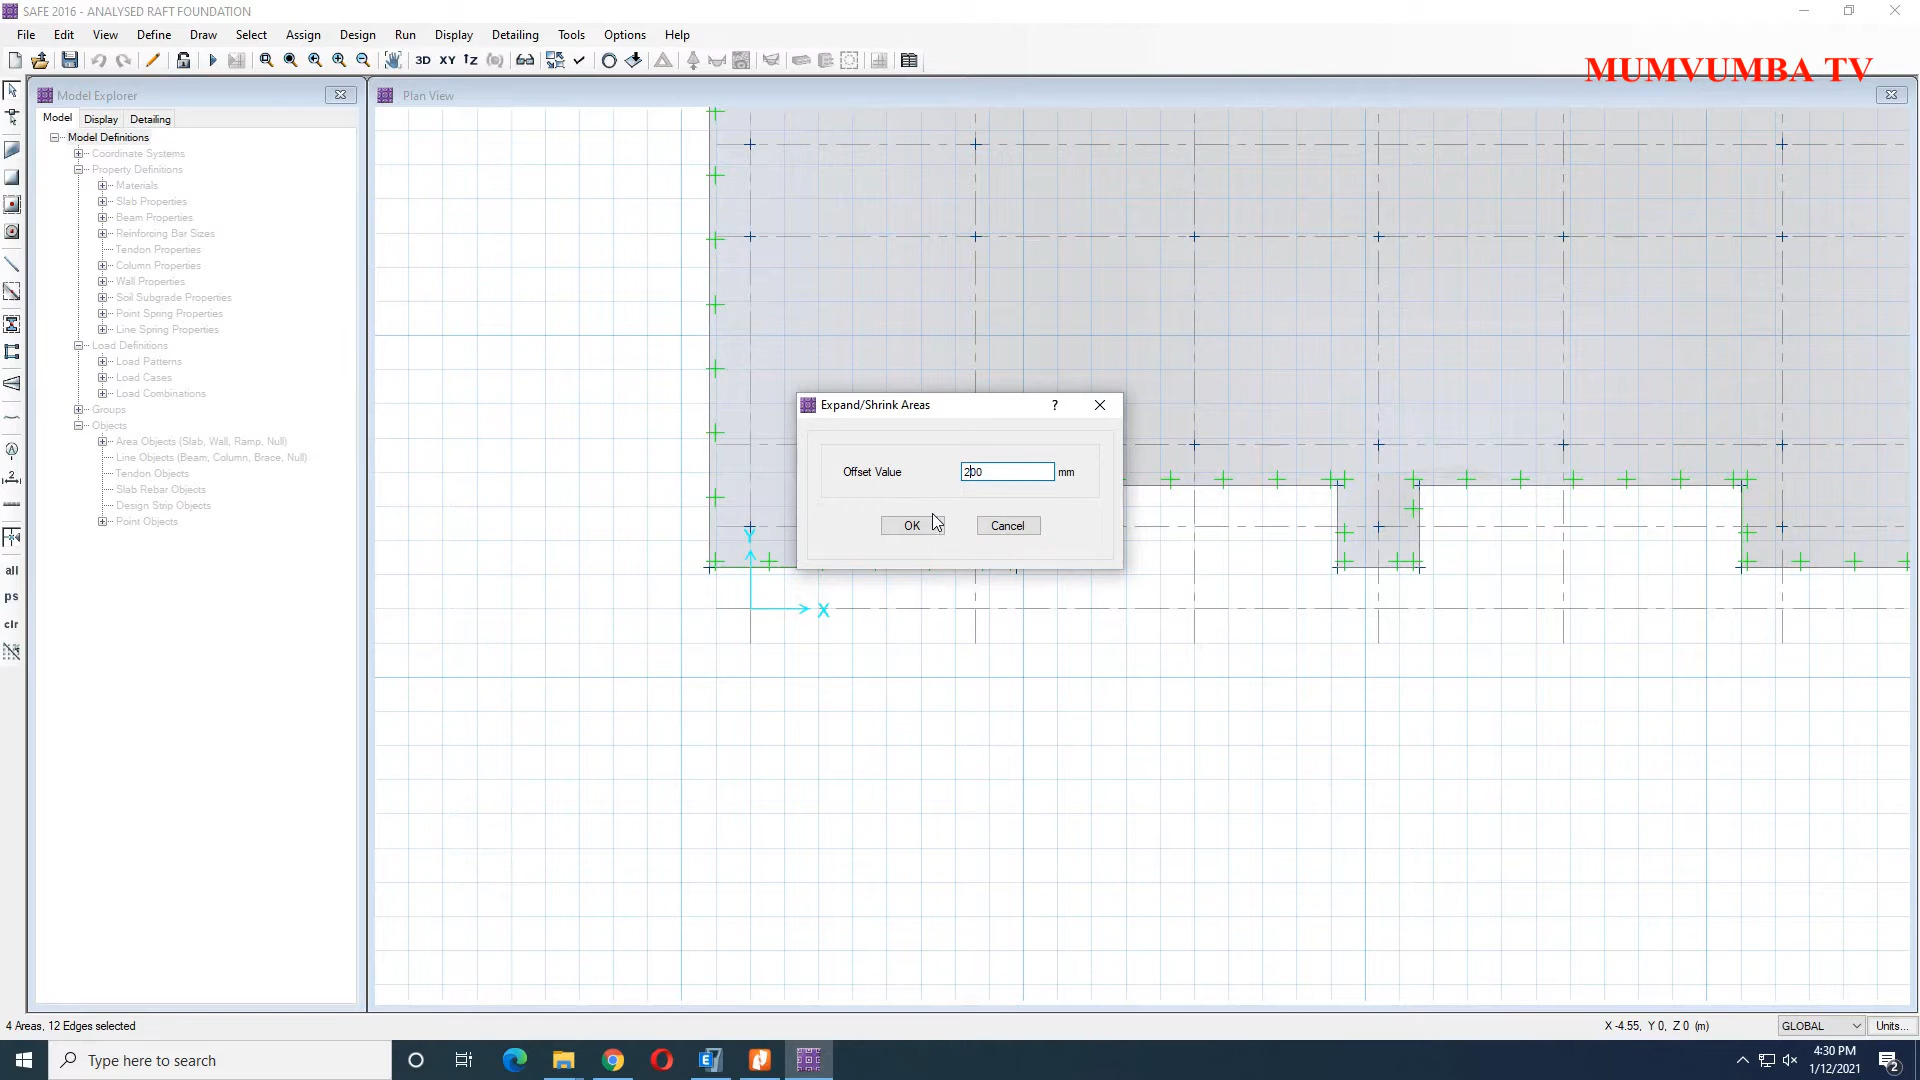 SAFE 2016 - ANALYSED RAFT FOUNDATION
File Edit View Define Draw Select Assign Design Run Display Detailing Tools Options Help
3D XY
MUMVUMBA TV
Model Explorer
Plan View
Model Display Detailing
Model Definitions
Coordinate Systems
Property Definitions
Materials
Slab Properties
Beam Properties
Reinforcing Bar Sizes
Tendon Properties
Column Properties
Wall Properties
Soil Subgrade Properties
Point Spring Properties
Line Spring Properties
Load Definitions
Load Patterns
Load Cases
Load Combinations
Groups
Objects
Area Objects (Slab, Wall, Ramp, Null)
Line Objects (Beam, Column, Brace, Null)
Tendon Objects
Slab Rebar Objects
Design Strip Objects
Point Objects
all
ps
clr
Expand/Shrink Areas ?
Offset Value 200 mm
OK Cancel
Y
X
4 Areas, 12 Edges selected
X -4.55, Y 0, Z 0 (m)
GLOBAL
Units...
Type here to search
4:30 PM
1/12/2021
2